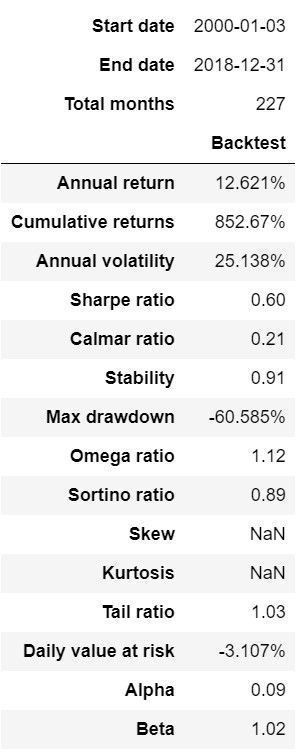 Start date 2000-01-03
End date 2018-12-31
Total months 227
Backtest
Annual return 12.621%
Cumulative returns 852.67%
Annual volatility 25.138%
Sharpe ratio 0.60
Calmar ratio 0.21
Stability 0.91
Max drawdown -60.585%
Omega ratio 1.12
Sortino ratio 0.89
Skew NaN
Kurtosis NaN
Tail ratio 1.03
Daily value at risk -3.107%
Alpha 0.09
Beta 1.02